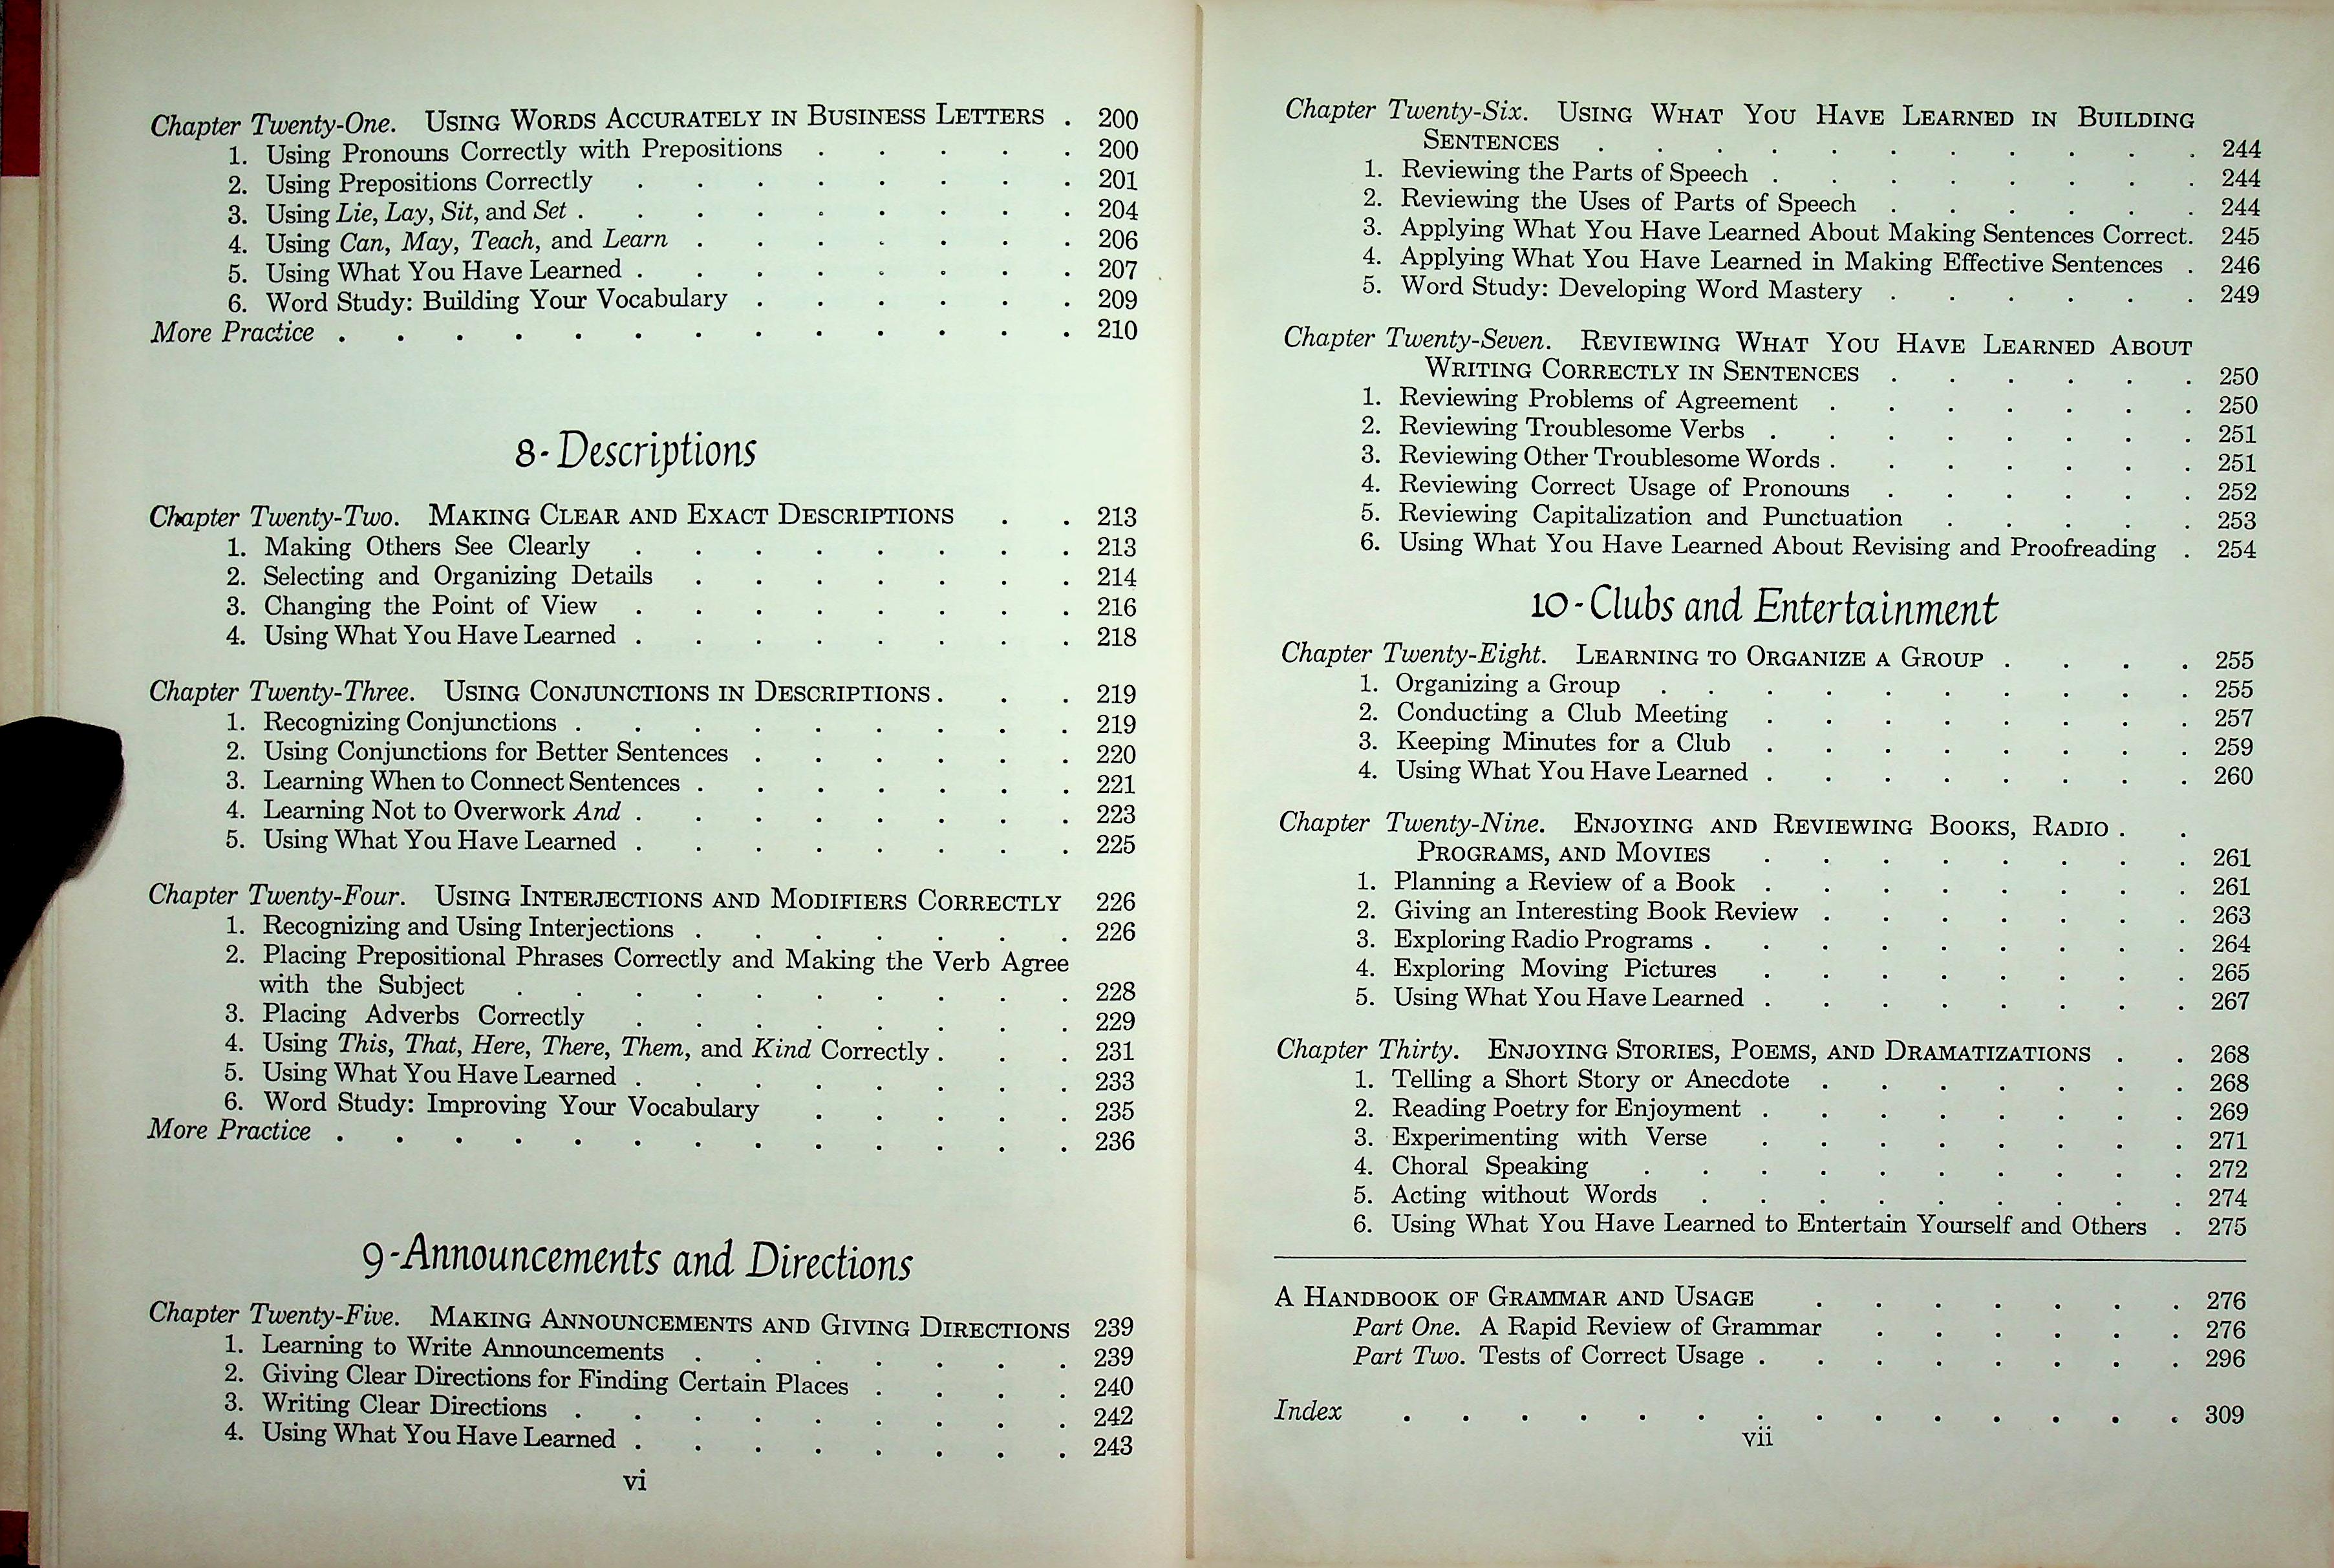 Chapter Twenty-One. USING WORDS ACCURATELY IN BUSINESS LETTERS . 200
1. Using Pronouns Correctly with Prepositions . . . . . 200
2. Using Prepositions Correctly . . . . . . . . 201
3. Using Lie, Lay, Sit, and Set . . . . . . . . . 204
4. Using Can, May, Teach, and Learn . . . . . . . 206
5. Using What You Have Learned . . . . . . . . 207
6. Word Study: Building Your Vocabulary . . . . . . 209
More Practice . . . . . . . . . . . . . 210
8-Descriptions
Chapter Twenty-Two. MAKING CLEAR AND EXACT DESCRIPTIONS . . 213
1. Making Others See Clearly . . . . . . . . 213
2. Selecting and Organizing Details . . . . . . . 214
3. Changing the Point of View . . . . . . . . 216
4. Using What You Have Learned . . . . . . . . 218
Chapter Twenty-Three. USING CONJUNCTIONS IN DESCRIPTIONS . . . 219
1. Recognizing Conjunctions . . . . . . . . . 219
2. Using Conjunctions for Better Sentences . . . . . . 220
3. Learning When to Connect Sentences . . . . . . . 221
4. Learning Not to Overwork And . . . . . . . . 223
5. Using What You Have Learned . . . . . . . . 225
Chapter Twenty-Four. USING INTERJECTIONS AND MODIFIERS CORRECTLY 226
1. Recognizing and Using Interjections . . . . . . . 226
2. Placing Prepositional Phrases Correctly and Making the Verb Agree
with the Subject . . . . . . . . . . 228
3. Placing Adverbs Correctly . . . . . . . . 229
4. Using This, That, Here, There, Them, and Kind Correctly . . . 231
5. Using What You Have Learned . . . . . . . . 233
6. Word Study: Improving Your Vocabulary . . . . . 235
More Practice . . . . . . . . . . . . . 236
9-Announcements and Directions
Chapter Twenty-Five. MAKING ANNOUNCEMENTS AND GIVING DIRECTIONS 239
1. Learning to Write Announcements . . . . . . . 239
2. Giving Clear Directions for Finding Certain Places . . . . 240
3. Writing Clear Directions . . . . . . . . . 242
4. Using What You Have Learned . . . . . . . . 243
vi
Chapter Twenty-Six. USING WHAT YOU HAVE LEARNED IN BUILDING
SENTENCES . . . . . . . . . . . 244
1. Reviewing the Parts of Speech . . . . . . . . 244
2. Reviewing the Uses of Parts of Speech . . . . . . 244
3. Applying What You Have Learned About Making Sentences Correct. 245
4. Applying What You Have Learned in Making Effective Sentences . 246
5. Word Study: Developing Word Mastery . . . . . . 249
Chapter Twenty-Seven. REVIEWING WHAT YOU HAVE LEARNED ABOUT
WRITING CORRECTLY IN SENTENCES . . . . . . 250
1. Reviewing Problems of Agreement . . . . . . . 250
2. Reviewing Troublesome Verbs . . . . . . . . 251
3. Reviewing Other Troublesome Words . . . . . . . 251
4. Reviewing Correct Usage of Pronouns . . . . . . 252
5. Reviewing Capitalization and Punctuation . . . . . 253
6. Using What You Have Learned About Revising and Proofreading . 254
10-Clubs and Entertainment
Chapter Twenty-Eight. LEARNING TO ORGANIZE A GROUP . . . . 255
1. Organizing a Group . . . . . . . . . . 255
2. Conducting a Club Meeting . . . . . . . . 257
3. Keeping Minutes for a Club . . . . . . . . 259
4. Using What You Have Learned . . . . . . . . 260
Chapter Twenty-Nine. ENJOYING AND REVIEWING BOOKS, RADIO . .
PROGRAMS, AND MOVIES . . . . . . . . 261
1. Planning a Review of a Book . . . . . . . . 261
2. Giving an Interesting Book Review . . . . . . . 263
3. Exploring Radio Programs . . . . . . . . . 264
4. Exploring Moving Pictures . . . . . . . . 265
5. Using What You Have Learned . . . . . . . . 267
Chapter Thirty. ENJOYING STORIES, POEMS, AND DRAMATIZATIONS . . 268
1. Telling a Short Story or Anecdote . . . . . . . 268
2. Reading Poetry for Enjoyment . . . . . . . . 269
3. Experimenting with Verse . . . . . . . . 271
4. Choral Speaking . . . . . . . . . . 272
5. Acting without Words . . . . . . . . . 274
6. Using What You Have Learned to Entertain Yourself and Others . 275
A HANDBOOK OF GRAMMAR AND USAGE . . . . . . . 276
Part One. A Rapid Review of Grammar . . . . . . 276
Part Two. Tests of Correct Usage . . . . . . . . 296
Index . . . . . . . . . . . . . . 309
vii